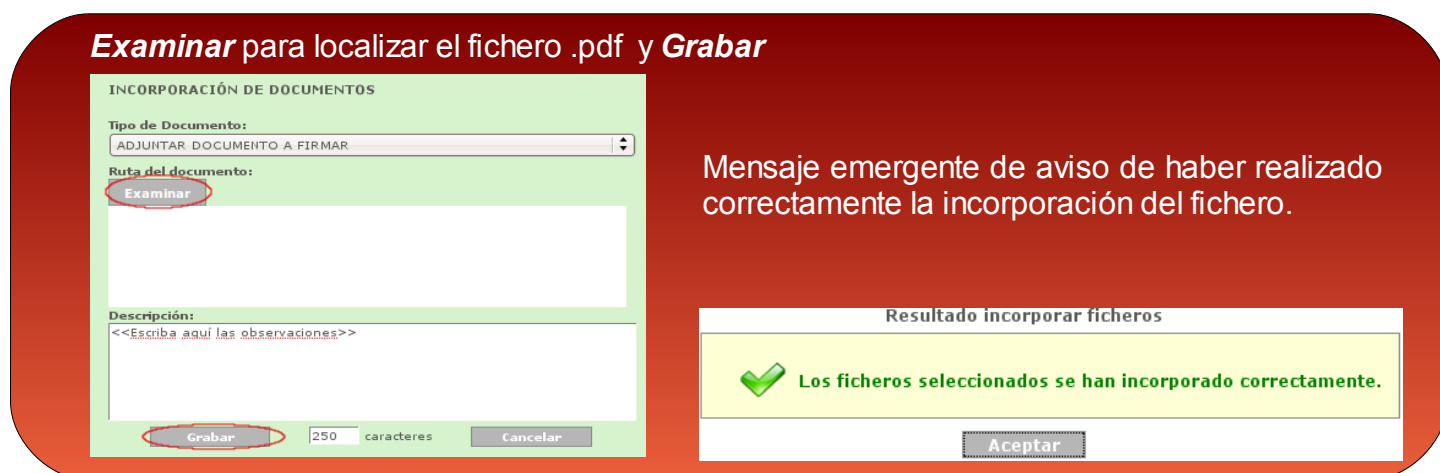 Examinar para localizar el fichero .pdf y Grabar
INCORPORACIÓN DE DOCUMENTOS
Tipo de Documento:
ADJUNTAR DOCUMENTO A FIRMAR
Ruta del documento:
Examinar
Descripción:
<<Escriba aquí las observaciones>>
Grabar 250 caracteres Cancelar
Mensaje emergente de aviso de haber realizado
correctamente la incorporación del fichero.
Resultado incorporar ficheros
Los ficheros seleccionados se han incorporado correctamente.
Aceptar